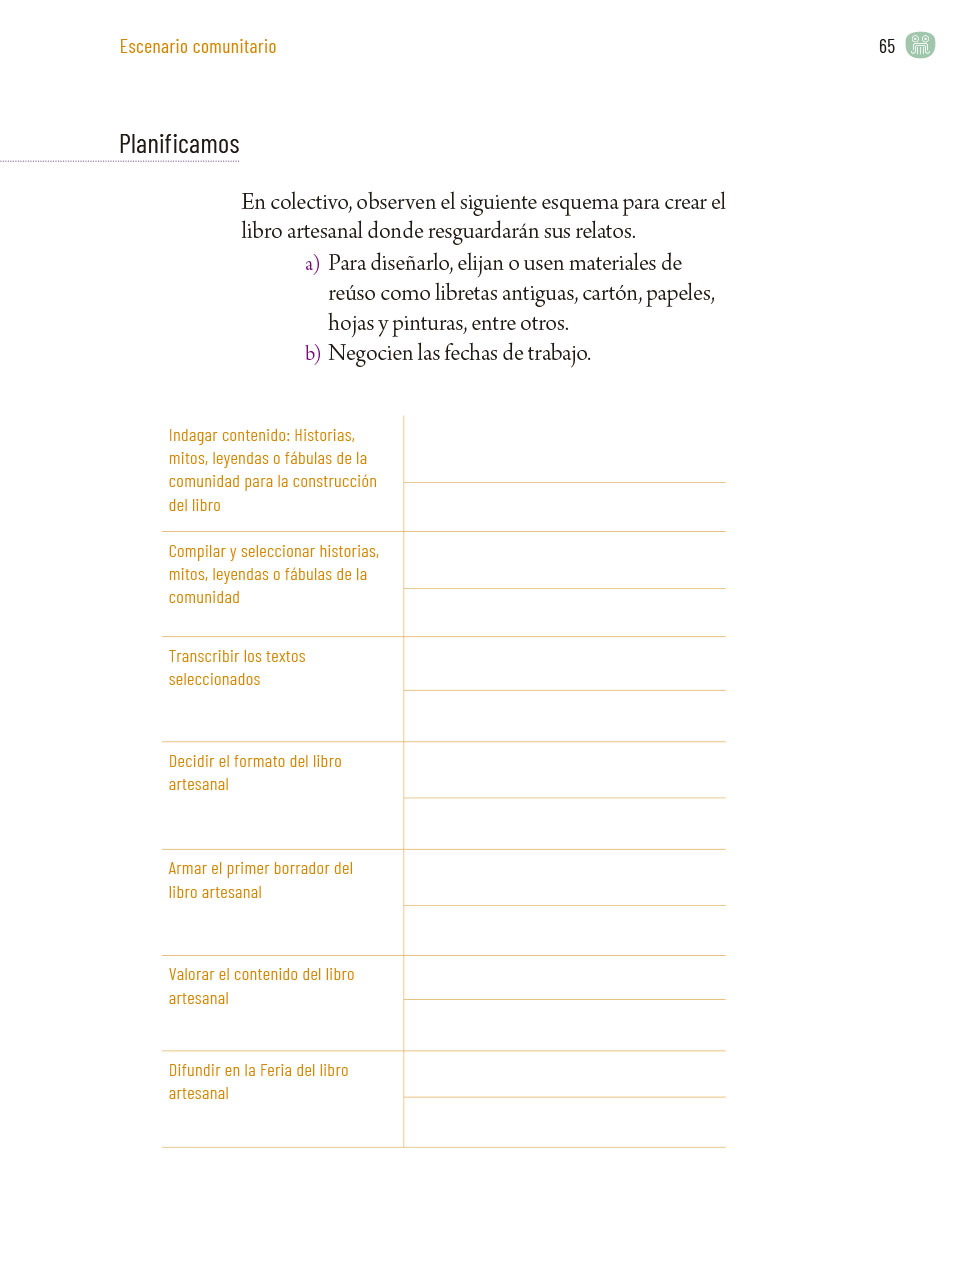 Escenario comunitario
65
Planificamos
En colectivo, observen el siguiente esquema para crear el
libro artesanal donde resguardarán sus relatos.
a) Para diseñarlo, elijan o usen materiales de
reúso como libretas antiguas, cartón, papeles,
hojas y pinturas, entre otros.
b) Negocien las fechas de trabajo.
Indagar contenido: Historias,
mitos, leyendas o fábulas de la
comunidad para la construcción
del libro
Compilar y seleccionar historias,
mitos, leyendas o fábulas de la
comunidad
Transcribir los textos
seleccionados
Decidir el formato del libro
artesanal
Armar el primer borrador del
libro artesanal
Valorar el contenido del libro
artesanal
Difundir en la Feria del libro
artesanal